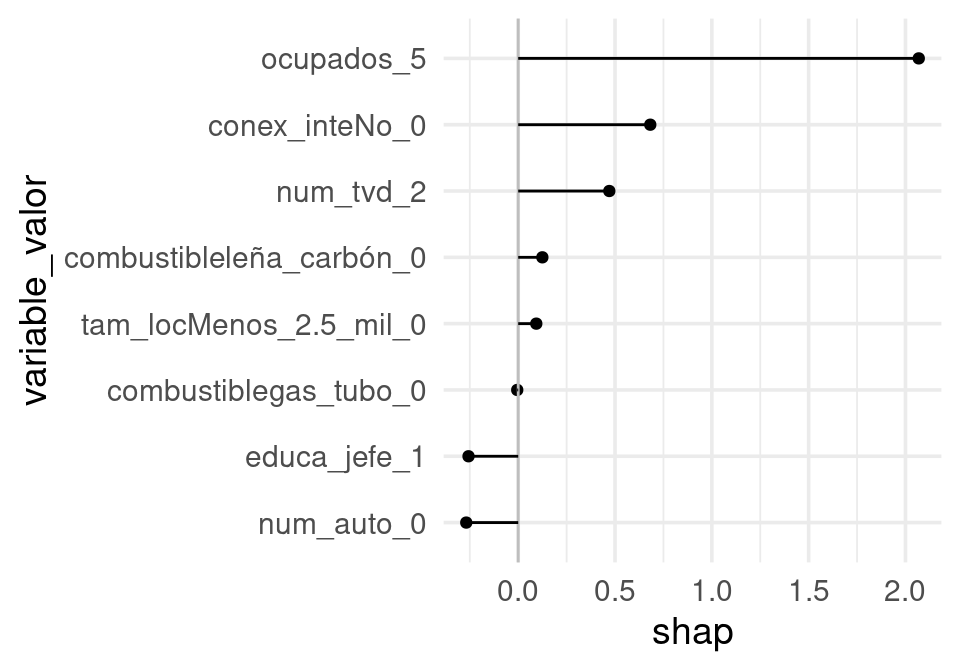 variable_valor
ocupados_5
conex_inteNo_0
num_tvd_2
combustibleleña_carbón_0
tam_locMenos_2.5_mil_0
combustiblegas_tubo_0
educa_jefe_1
num_auto_0
0.0 0.5 1.0 1.5 2.0
shap